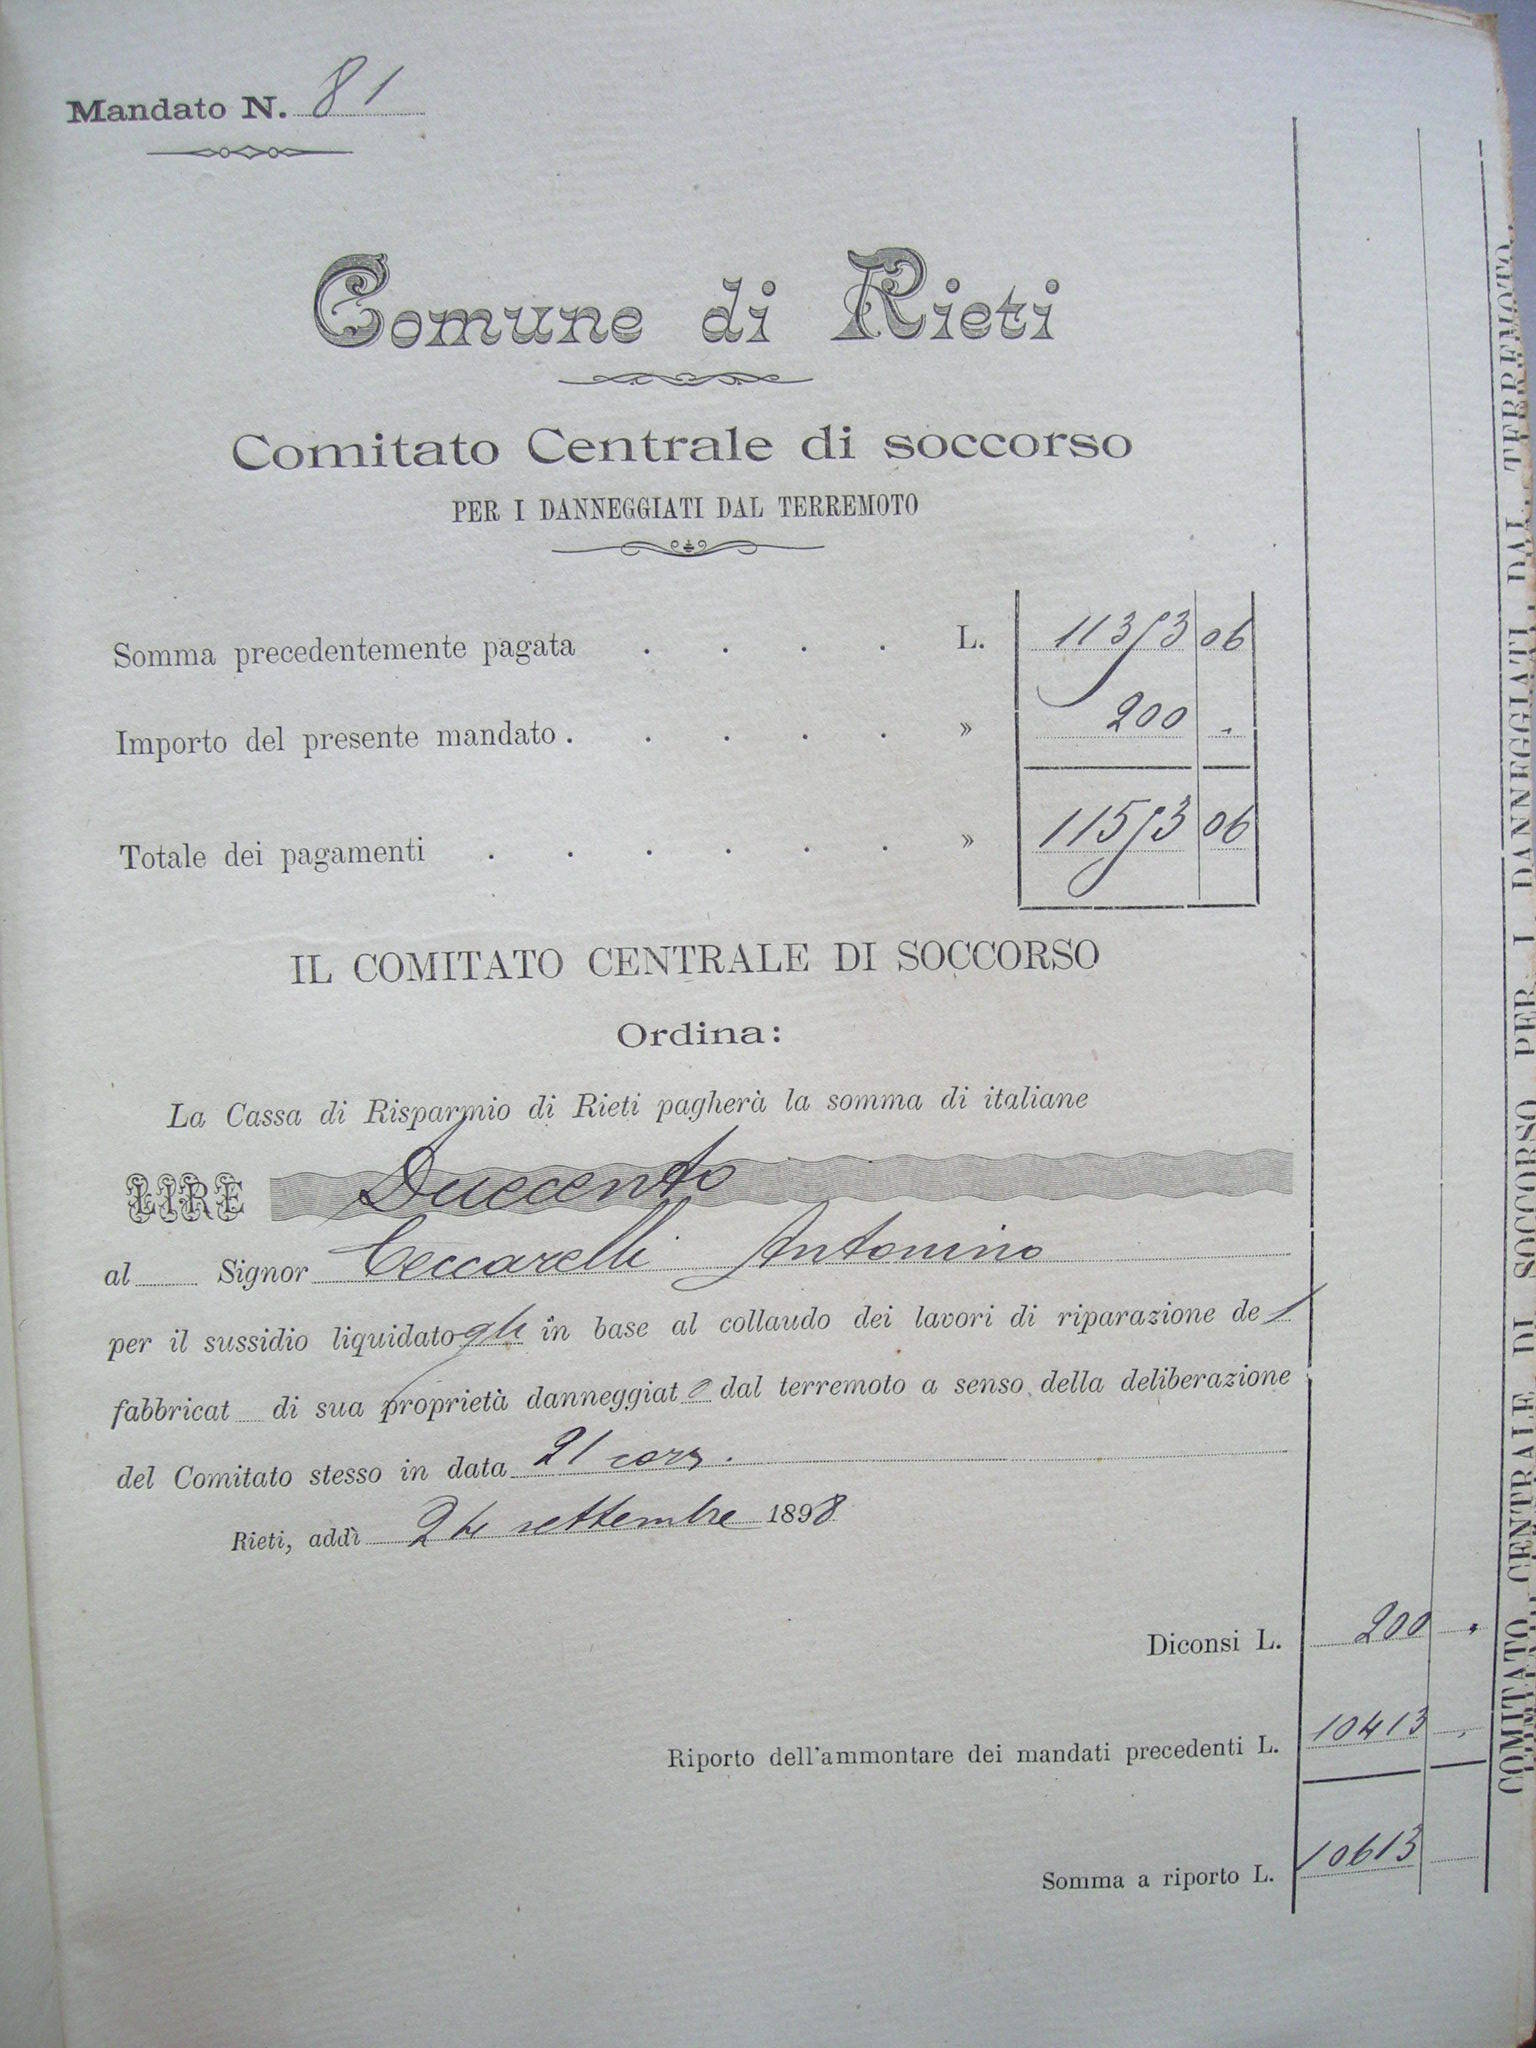 Mandato N. 81
Comune di Rieti
Comitato Centrale di soccorso
PER I DANNEGGIATI DAL TERREMOTO
Somma precedentemente pagata . . . . L. 11373 06
Importo del presente mandato . . . . . » 200 "
Totale dei pagamenti . . . . . . » 11573 06
IL COMITATO CENTRALE DI SOCCORSO
Ordina:
La Cassa di Risparmio di Rieti pagherà la somma di italiane
LIRE Duecento
al Signor Ceccarelli Antonino
per il sussidio liquidatogli in base al collaudo dei lavori di riparazione del
fabbricat di sua proprietà danneggiato dal terremoto a senso della deliberazione
del Comitato stesso in data 21 corr.
Rieti, addì 24 settembre 1898
Diconsi L. 200 "
Riporto dell'ammontare dei mandati precedenti L. 10413 "
Somma a riporto L. 10613
COMITATO CENTRALE DI SOCCORSO PER I DANNEGGIATI DAL TERREMOTO.